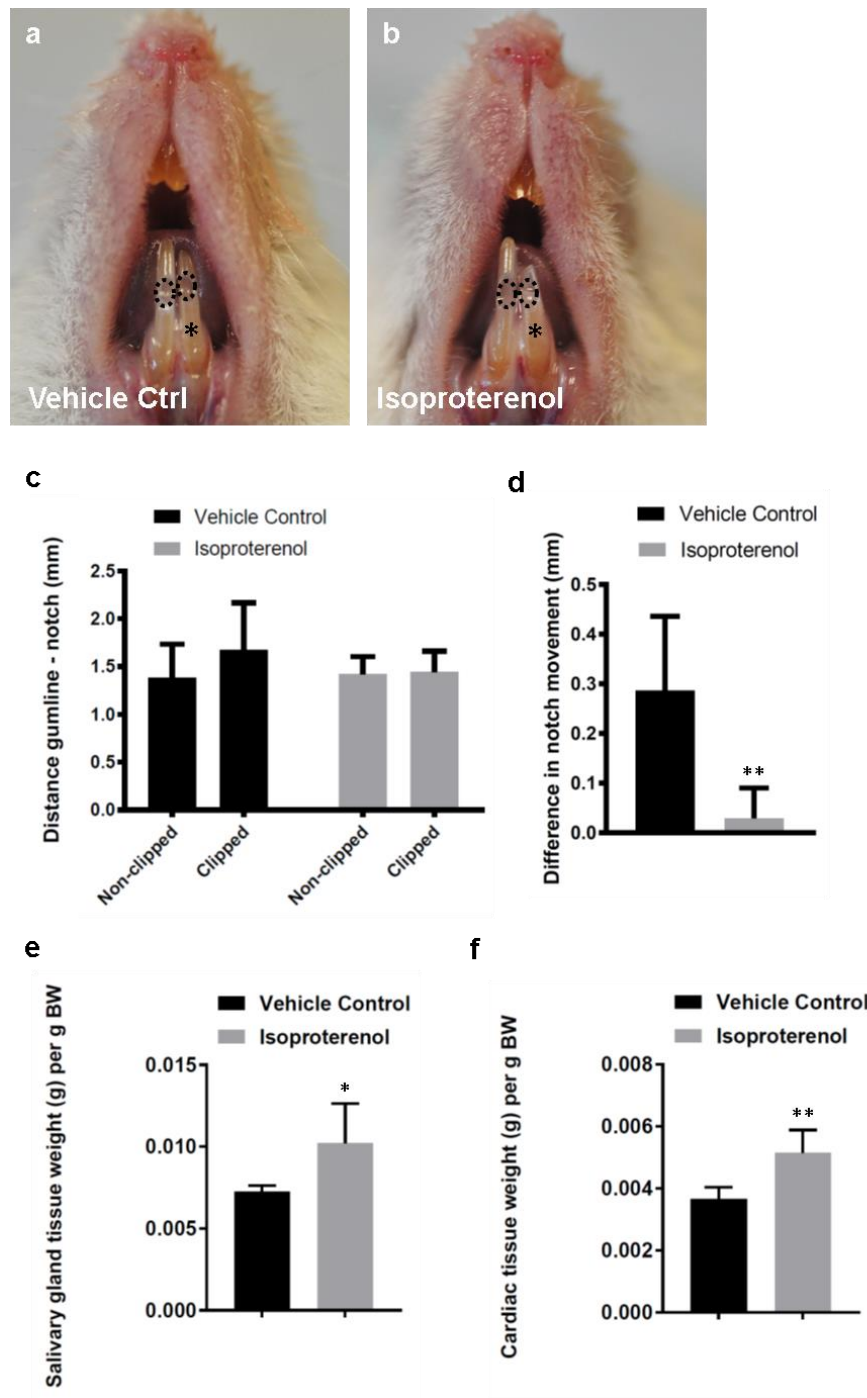 a
b
*
*
Vehicle Ctrl
Isoproterenol
c
Vehicle Control
Isoproterenol
Distance gumline - notch (mm)
2.5
2.0
1.5
1.0
0.5
0.0
Non-clipped
Clipped
Non-clipped
Clipped
d
Vehicle Control
Isoproterenol
Difference in notch movement (mm)
0.5
0.4
0.3
0.2
0.1
0.0
**
e
Vehicle Control
Isoproterenol
Salivary gland tissue weight (g) per g BW
0.015
0.010
0.005
0.000
*
f
Vehicle Control
Isoproterenol
Cardiac tissue weight (g) per g BW
0.008
0.006
0.004
0.002
0.000
**